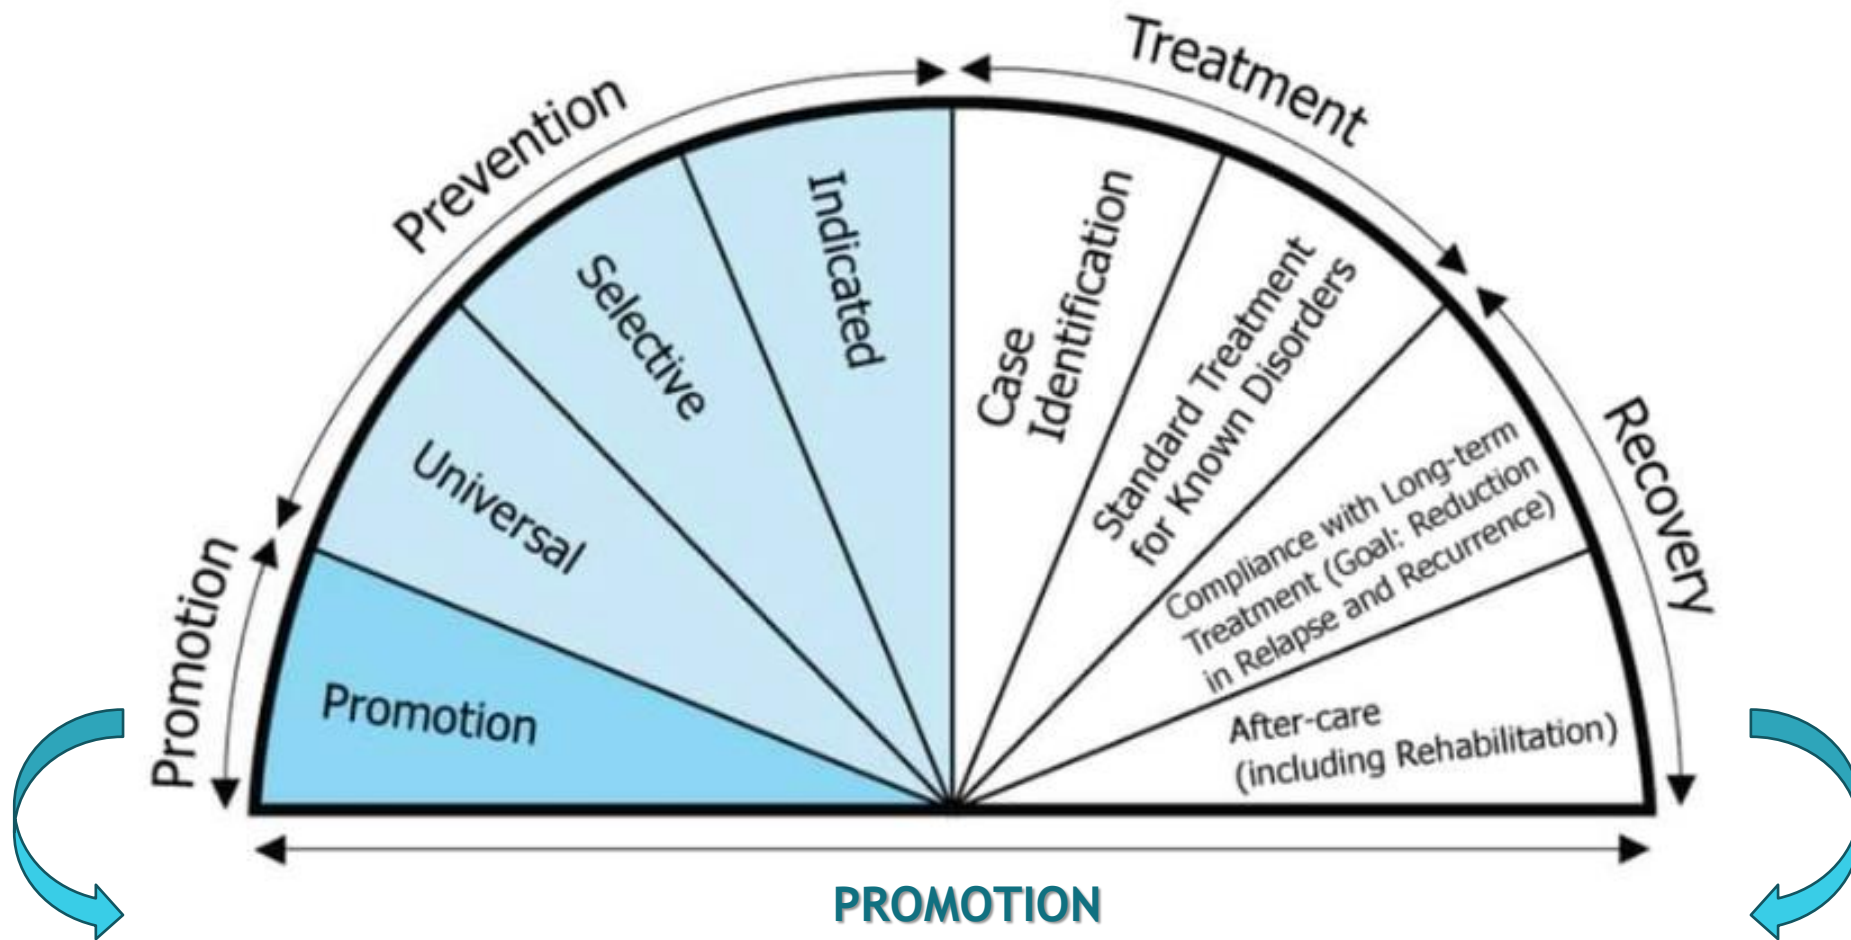 Treatment
Prevention
Recovery
Promotion
Promotion
Universal
Selective
Indicated
Case
Identification
Standard Treatment
for Known Disorders
Compliance with Long-term
Treatment (Goal: Reduction
in Relapse and Recurrence)
After-care
(including Rehabilitation)
PROMOTION